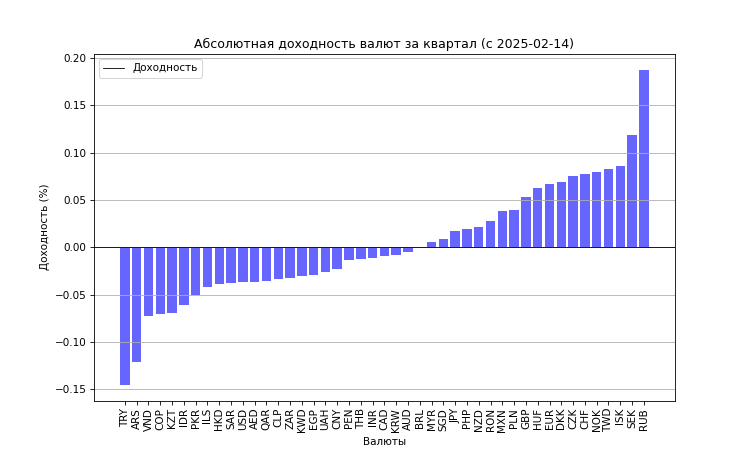 Абсолютная доходность валют за квартал (с 2025-02-14)
Доходность
Доходность (%)
0.20
0.15
0.10
0.05
0.00
−0.05
−0.10
−0.15
TRY
ARS
VND
COP
KZT
IDR
PKR
ILS
HKD
SAR
USD
AED
QAR
CLP
ZAR
KWD
EGP
UAH
CNY
PEN
THB
INR
CAD
KRW
AUD
BRL
MYR
SGD
JPY
PHP
NZD
RON
MXN
PLN
GBP
HUF
EUR
DKK
CZK
CHF
NOK
TWD
ISK
SEK
RUB
Валюты